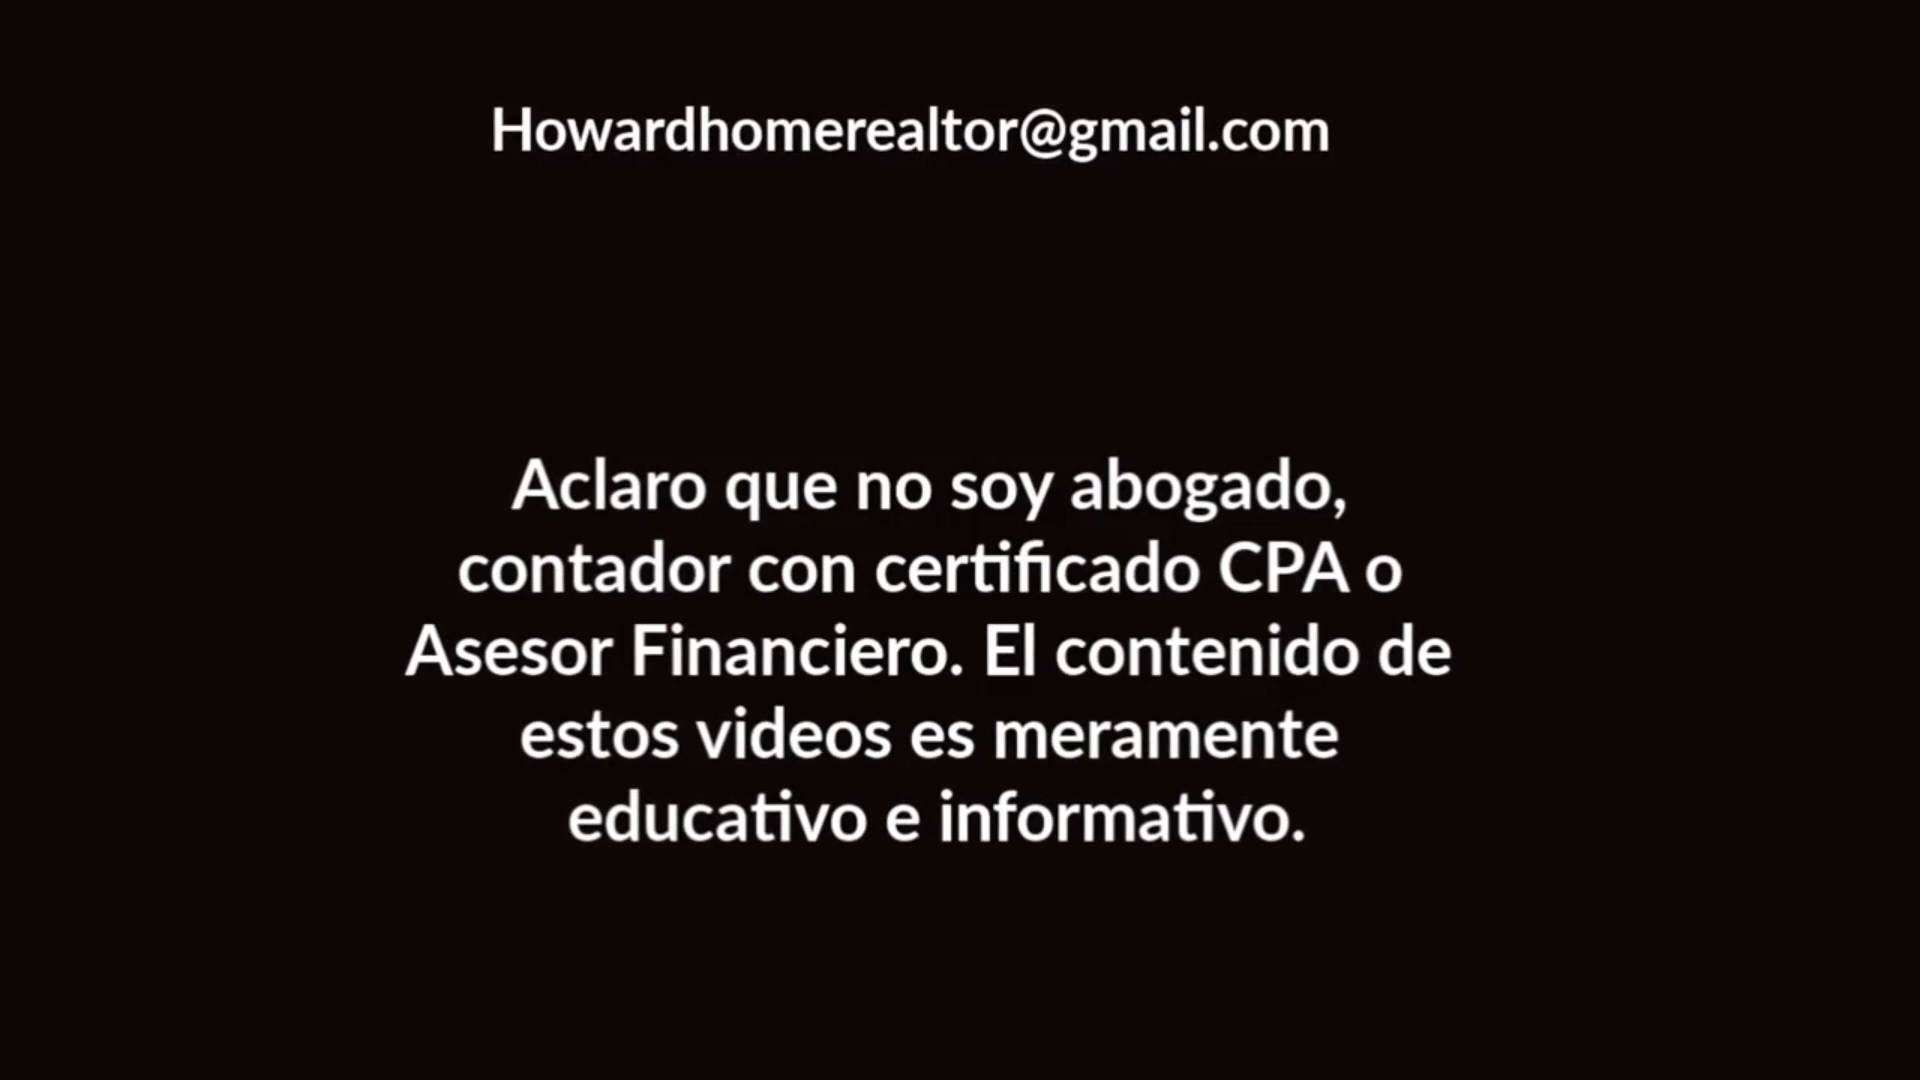 Howardhomerealtor@gmail.com
Aclaro que no soy abogado,
contador con certificado CPA o
Asesor Financiero. El contenido de
estos videos es meramente
educativo e informativo.